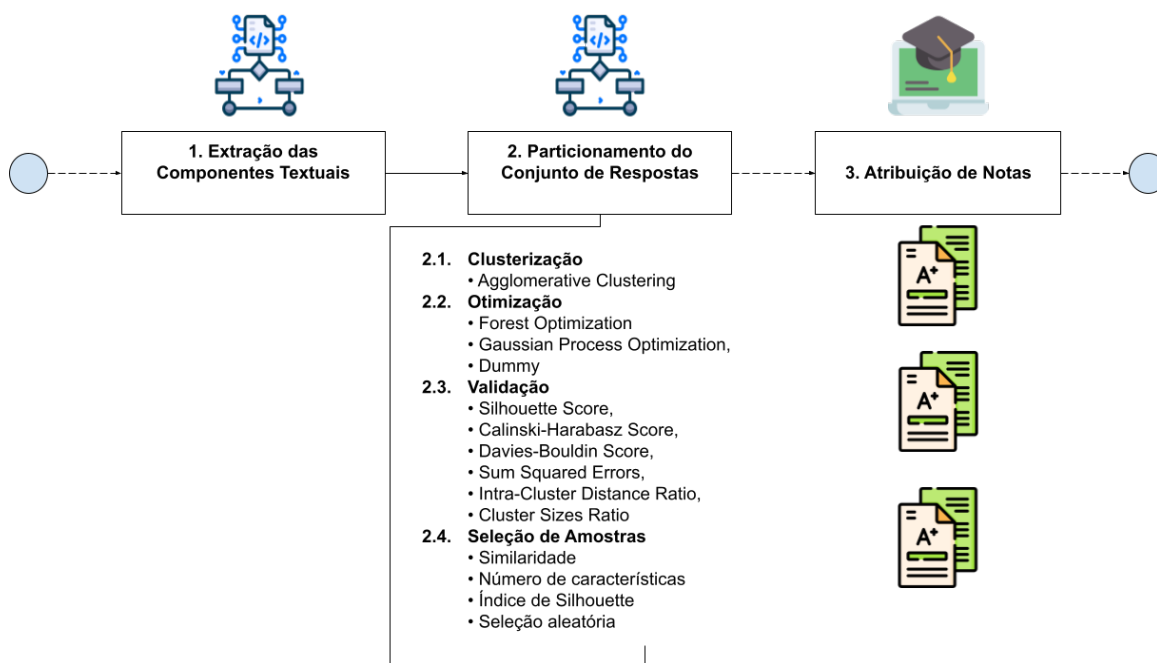 </>
</>
1. Extração das
Componentes Textuais
2. Particionamento do
Conjunto de Respostas
3. Atribuição de Notas
2.1. Clusterização
• Agglomerative Clustering
2.2. Otimização
• Forest Optimization
• Gaussian Process Optimization,
• Dummy
2.3. Validação
• Silhouette Score,
• Calinski-Harabasz Score,
• Davies-Bouldin Score,
• Sum Squared Errors,
• Intra-Cluster Distance Ratio,
• Cluster Sizes Ratio
2.4. Seleção de Amostras
• Similaridade
• Número de características
• Índice de Silhouette
• Seleção aleatória
A+
A+
A+